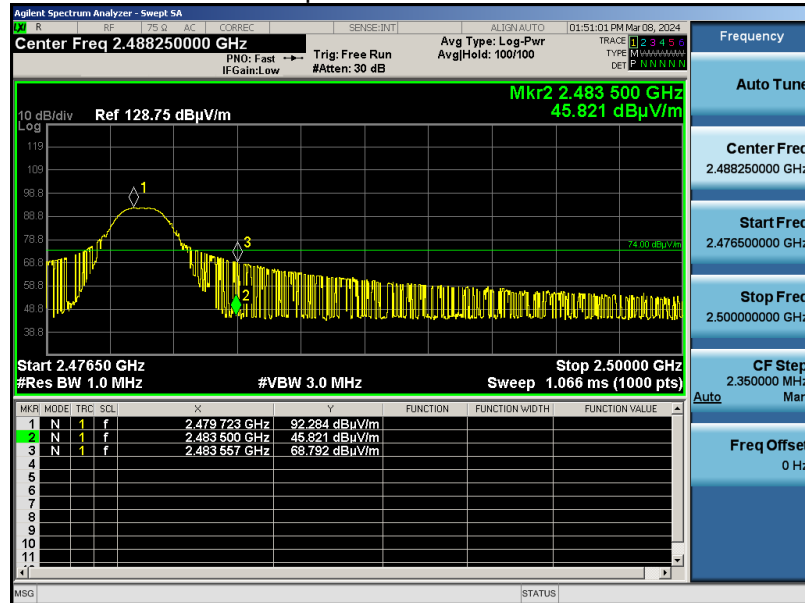 Agilent Spectrum Analyzer - Swept SA
LXI R RF 75 Ω AC CORREC SENSE:INT ALIGN AUTO 01:51:01 PM Mar 08, 2024
Center Freq 2.488250000 GHz
PNO: Fast
IFGain:Low
Trig: Free Run
#Atten: 30 dB
Avg Type: Log-Pwr
Avg|Hold: 100/100
TRACE 1 2 3 4 5 6
TYPE M
DET P N N N N N
Mkr2 2.483 500 GHz
45.821 dBµV/m
10 dB/div Ref 128.75 dBµV/m
Log
119
109
98.8
88.8
78.8
68.8
58.8
48.8
38.8
1
3
2
74.00 dBµV/m
Start 2.47650 GHz Stop 2.50000 GHz
#Res BW 1.0 MHz #VBW 3.0 MHz Sweep 1.066 ms (1000 pts)
MKR MODE TRC SCL X Y FUNCTION FUNCTION WIDTH FUNCTION VALUE
1 N 1 f 2.479 723 GHz 92.284 dBµV/m
2 N 1 f 2.483 500 GHz 45.821 dBµV/m
3 N 1 f 2.483 557 GHz 68.792 dBµV/m
4
5
6
7
8
9
10
11
MSG STATUS
Frequency
Auto Tune
Center Freq
2.488250000 GHz
Start Freq
2.476500000 GHz
Stop Freq
2.500000000 GHz
CF Step
2.350000 MHz
Auto Man
Freq Offset
0 Hz